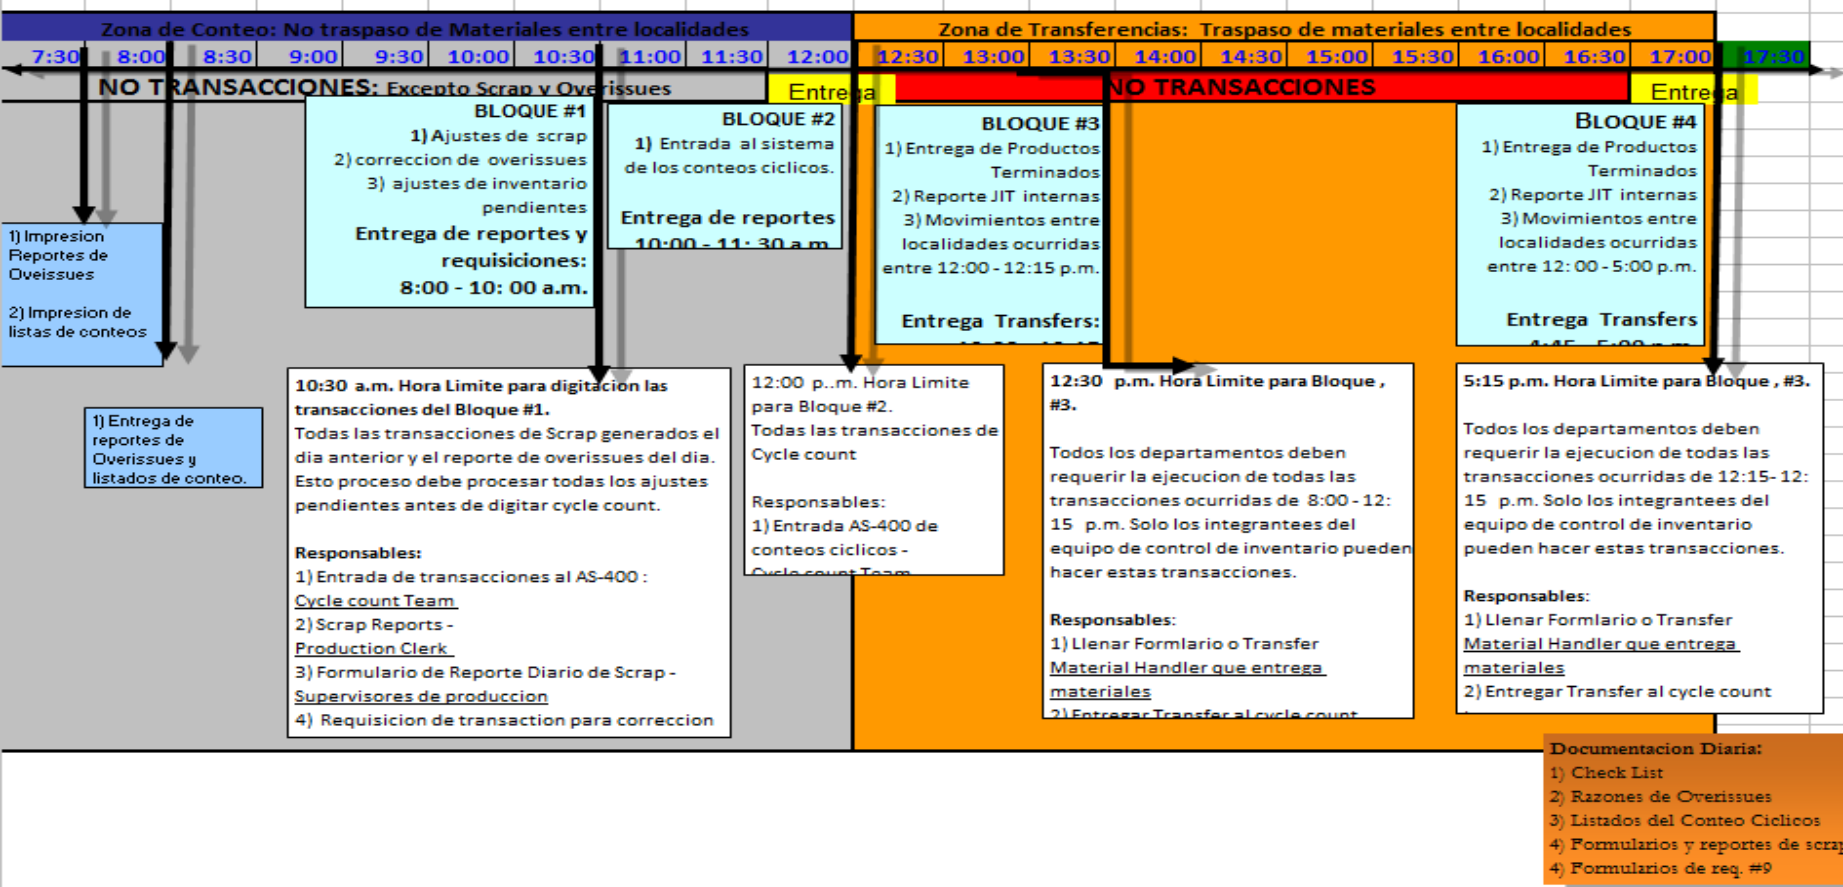 Zona de Conteo: No traspaso de Materiales entre localidades
Zona de Transferencias: Traspaso de materiales entre localidades
7:30 8:00 8:30 9:00 9:30 10:00 10:30 11:00 11:30 12:00 12:30 13:00 13:30 14:00 14:30 15:00 15:30 16:00 16:30 17:00 17:30
NO TRANSACCIONES: Excepto Scrap y Overissues
Entrega
NO TRANSACCIONES
Entrega
1) Impresion
Reportes de
Oveissues
2) Impresion de
listas de conteos
1) Entrega de
reportes de
Overissues y
listados de conteo.
BLOQUE #1
1) Ajustes de scrap
2) correccion de overissues
3) ajustes de inventario
pendientes
Entrega de reportes y
requisiciones:
8:00 - 10: 00 a.m.
BLOQUE #2
1) Entrada al sistema
de los conteos ciclicos.
Entrega de reportes
10:00 - 11: 30 a.m
BLOQUE #3
1) Entrega de Productos
Terminados
2) Reporte JIT internas
3) Movimientos entre
localidades ocurridas
entre 12:00 - 12:15 p.m.
Entrega Transfers:
BLOQUE #4
1) Entrega de Productos
Terminados
2) Reporte JIT internas
3) Movimientos entre
localidades ocurridas
entre 12: 00 - 5:00 p.m.
Entrega Transfers
4:45 - 5:00 p.m.
10:30 a.m. Hora Limite para digitacion las
transacciones del Bloque #1.
Todas las transacciones de Scrap generados el
dia anterior y el reporte de overissues del dia.
Esto proceso debe procesar todas los ajustes
pendientes antes de digitar cycle count.
Responsables:
1) Entrada de transacciones al AS-400 :
Cycle count Team
2) Scrap Reports -
Production Clerk
3) Formulario de Reporte Diario de Scrap -
Supervisores de produccion
4) Requisicion de transaction para correccion
12:00 p..m. Hora Limite
para Bloque #2.
Todas las transacciones de
Cycle count
Responsables:
1) Entrada AS-400 de
conteos ciclicos -
Cycle count Team
12:30 p.m. Hora Limite para Bloque ,
#3.
Todos los departamentos deben
requerir la ejecucion de todas las
transacciones ocurridas de 8:00 - 12:
15 p.m. Solo los integrantees del
equipo de control de inventario pueden
hacer estas transacciones.
Responsables:
1) Llenar Formlario o Transfer
Material Handler que entrega
materiales
2) Entregar Transfer al cycle count
5:15 p.m. Hora Limite para Bloque , #3.
Todos los departamentos deben
requerir la ejecucion de todas las
transacciones ocurridas de 12:15- 12:
15 p.m. Solo los integrantees del
equipo de control de inventario
pueden hacer estas transacciones.
Responsables:
1) Llenar Formlario o Transfer
Material Handler que entrega
materiales
2) Entregar Transfer al cycle count
Documentacion Diaria:
1) Check List
2) Razones de Overissues
3) Listados del Conteo Ciclicos
4) Formularios y reportes de scrap
4) Formularios de req. #9